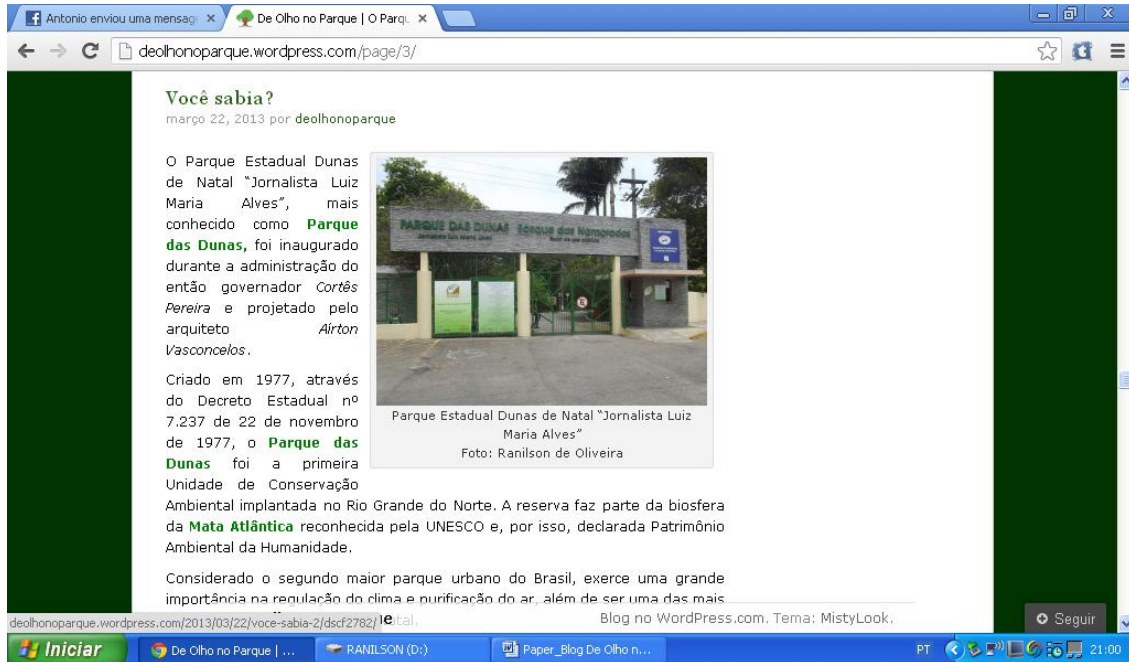 Antonio enviou uma mensag
De Olho no Parque | O Parq
deolhonoparque.wordpress.com/page/3/
Você sabia?
março 22, 2013 por deolhonoparque
O Parque Estadual Dunas
de Natal “Jornalista Luiz
Maria Alves”, mais
conhecido como Parque
das Dunas, foi inaugurado
durante a administração do
então governador Cortês
Pereira e projetado pelo
arquiteto Aírton
Vasconcelos.
PARQUE DAS DUNAS Bosque dos Namorados
Parque Estadual Dunas de Natal “Jornalista Luiz
Maria Alves”
Foto: Ranilson de Oliveira
Criado em 1977, através
do Decreto Estadual nº
7.237 de 22 de novembro
de 1977, o Parque das
Dunas foi a primeira
Unidade de Conservação
Ambiental implantada no Rio Grande do Norte. A reserva faz parte da biosfera
da Mata Atlântica reconhecida pela UNESCO e, por isso, declarada Patrimônio
Ambiental da Humanidade.
Considerado o segundo maior parque urbano do Brasil, exerce uma grande
importância na regulação do clima e purificação do ar, além de ser uma das mais
Blog no WordPress.com. Tema: MistyLook.
Seguir
deolhonoparque.wordpress.com/2013/03/22/voce-sabia-2/dscf2782/
Iniciar
De Olho no Parque | ...
RANILSON (D:)
Paper_Blog De Olho n...
PT
21:00